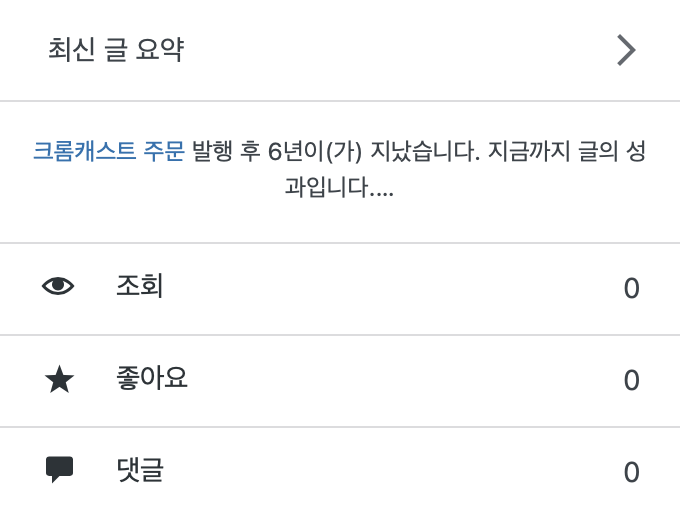 최신 글 요약
크롬캐스트 주문 발행 후 6년이(가) 지났습니다. 지금까지 글의 성
과입니다....
조회 0
좋아요 0
댓글 0